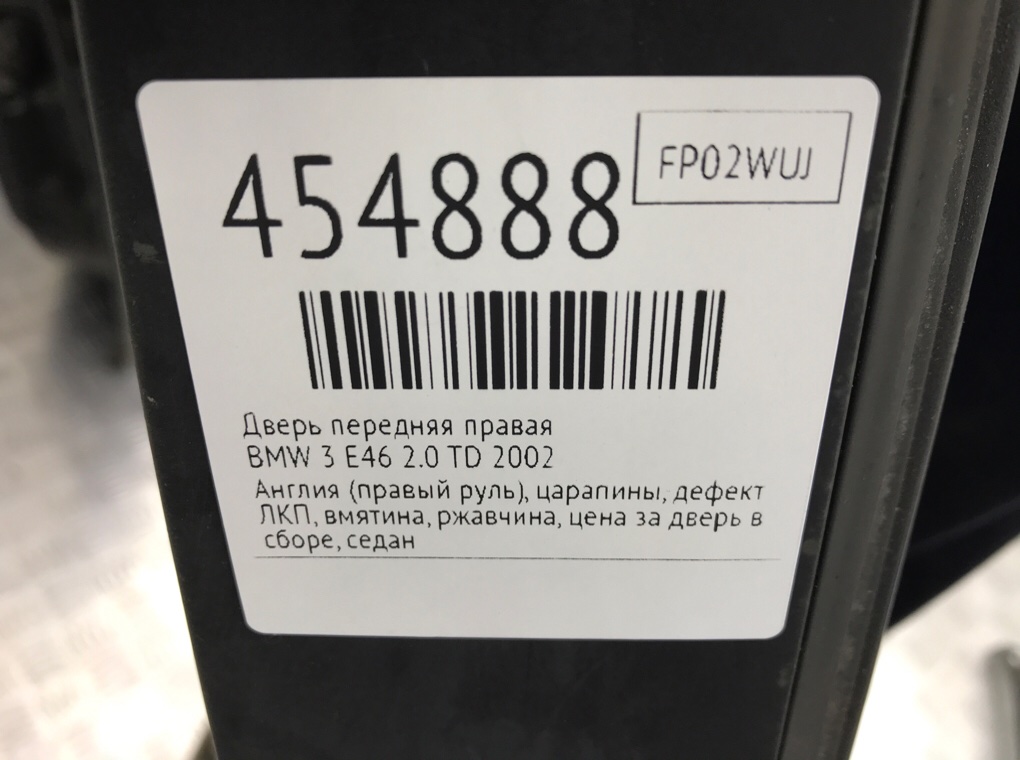 FP02WUJ
454888
Дверь передняя правая
BMW 3 E46 2.0 TD 2002
Англия (правый руль), царапины, дефект
ЛКП, вмятина, ржавчина, цена за дверь в
сборе, седан